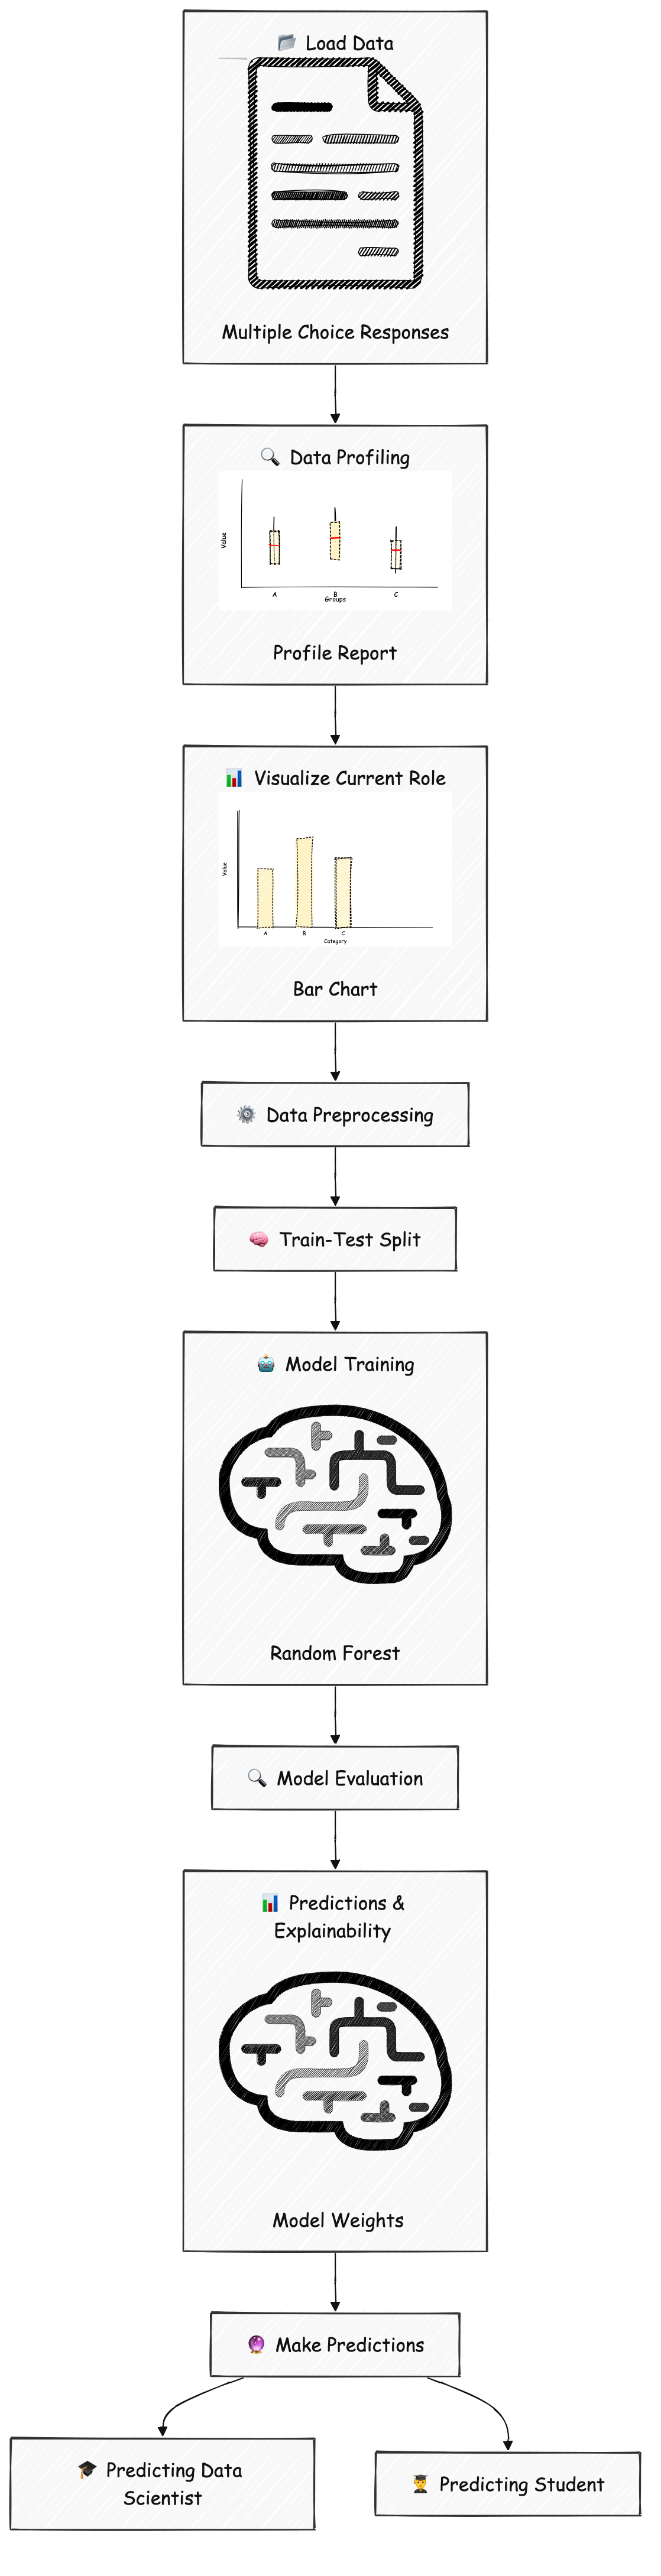 📂 Load Data
Multiple Choice Responses
🔍 Data Profiling
Value
A
B
C
Groups
Profile Report
📊 Visualize Current Role
Value
A
B
C
Category
Bar Chart
⚙️ Data Preprocessing
🧠 Train-Test Split
🤖 Model Training
Random Forest
🔍 Model Evaluation
📊 Predictions &
Explainability
Model Weights
🔮 Make Predictions
🎓 Predicting Data
Scientist
👨‍🎓 Predicting Student